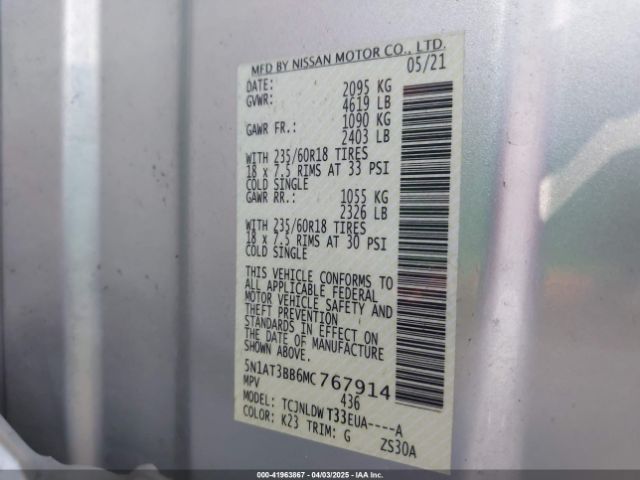 MFD BY NISSAN MOTOR CO., LTD.
DATE: 05/21
GVWR: 2095 KG
4619 LB
GAWR FR.: 1090 KG
2403 LB
WITH 235/60R18 TIRES
18 x 7.5 RIMS AT 33 PSI
COLD SINGLE
GAWR RR.: 1055 KG
2326 LB
WITH 235/60R18 TIRES
18 x 7.5 RIMS AT 30 PSI
COLD SINGLE
THIS VEHICLE CONFORMS TO
ALL APPLICABLE FEDERAL
MOTOR VEHICLE SAFETY AND
THEFT PREVENTION
STANDARDS IN EFFECT ON
THE DATE OF MANUFACTURE
SHOWN ABOVE.
5N1AT3BB6MC767914
MPV 436
MODEL: TCJNLDWT33EUA----A
COLOR: K23 TRIM: G ZS30A
00-41963867 - 04/03/2025 - IAA Inc.